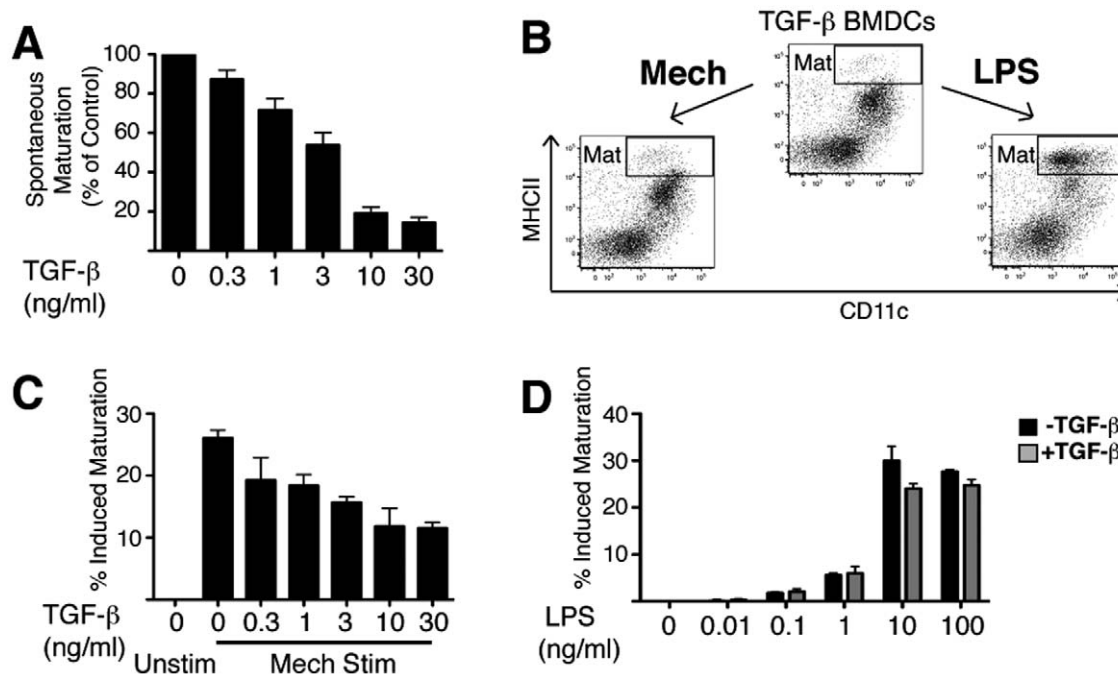 A
Spontaneous
Maturation
(% of Control)
100
80
60
40
20
TGF-β
(ng/ml)
0 0.3 1 3 10 30
B
TGF-β BMDCs
Mech
LPS
Mat
Mat
Mat
MHCII
CD11c
C
% Induced Maturation
30
20
10
TGF-β
(ng/ml)
0 0 0.3 1 3 10 30
Unstim Mech Stim
D
% Induced Maturation
40
30
20
10
-TGF-β
+TGF-β
LPS
(ng/ml)
0 0.01 0.1 1 10 100